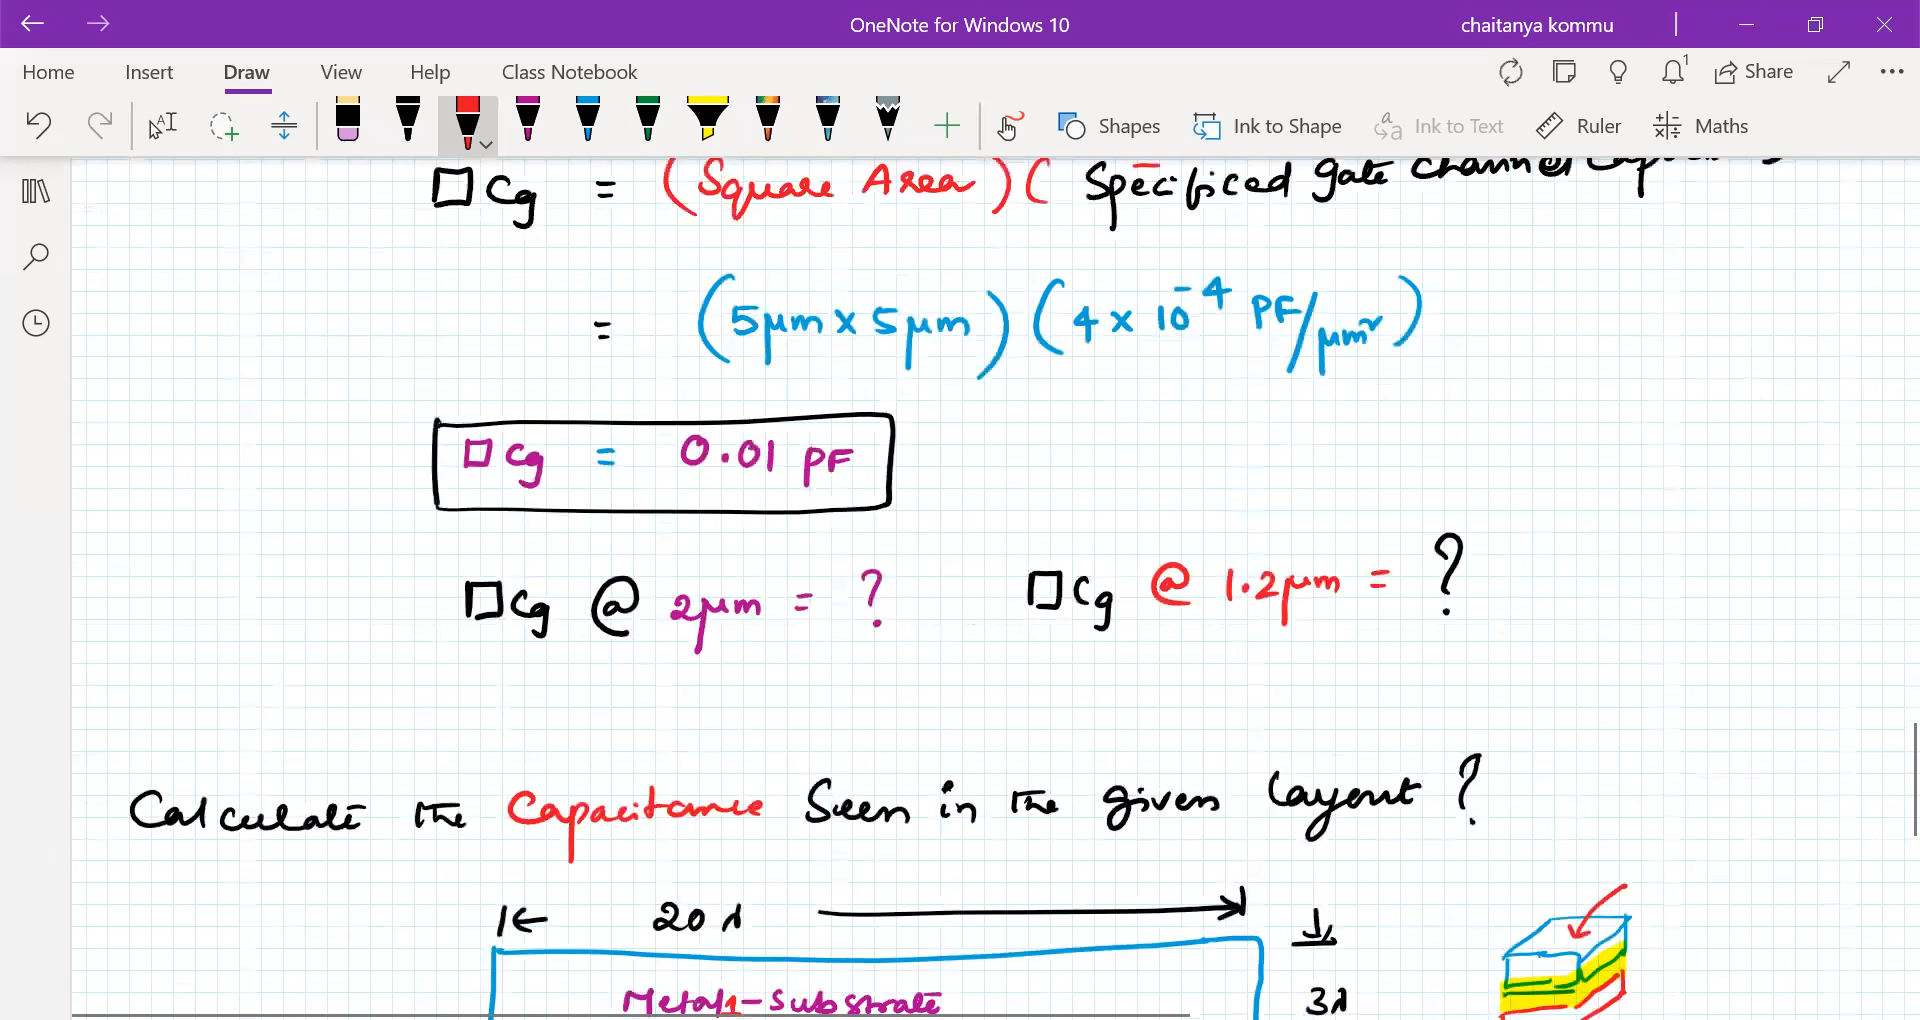 OneNote for Windows 10
chaitanya kommu
Home Insert Draw View Help Class Notebook
1 Share
Shapes Ink to Shape Ink to Text Ruler Maths
□ Cg = (Square Area) ( Specificed gate channel
= (5μm x 5μm) (4 x 10⁻⁴ PF/μm²)
□ Cg = 0.01 PF
□ Cg @ 2μm = ? □ Cg @ 1.2μm = ?
Calculate the Capacitance Seen in the given Layout ?
20 λ
Metal1-Substrate
3λ